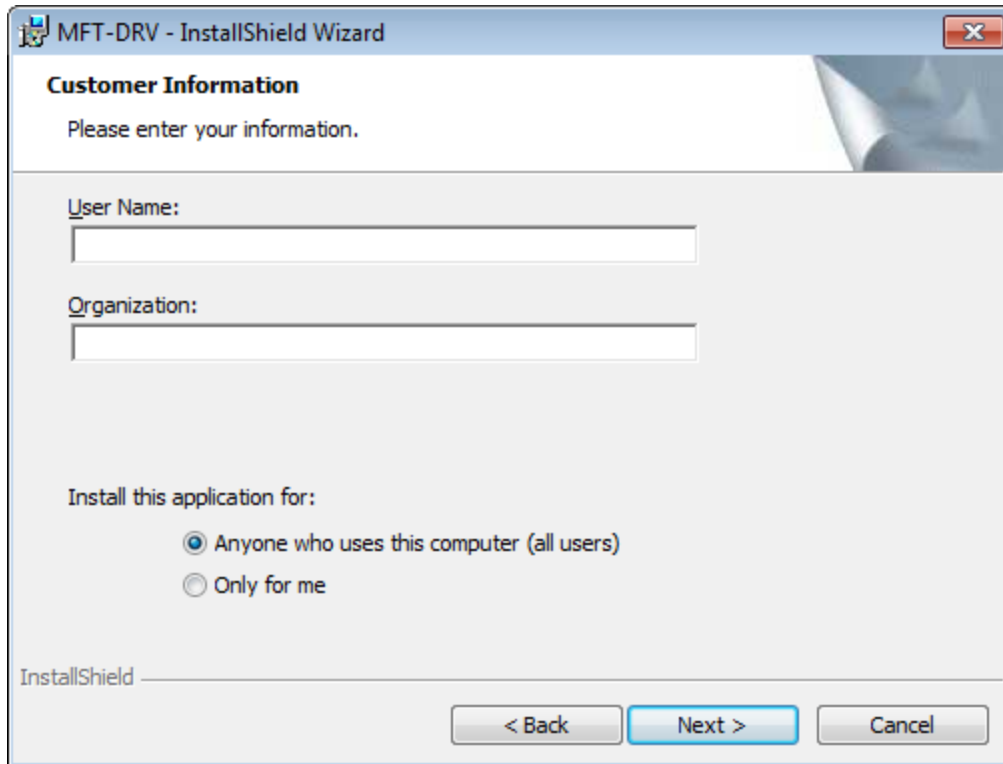 MFT-DRV - InstallShield Wizard
Customer Information
Please enter your information.
User Name:
Organization:
Install this application for:
Anyone who uses this computer (all users)
Only for me
InstallShield
< Back Next > Cancel